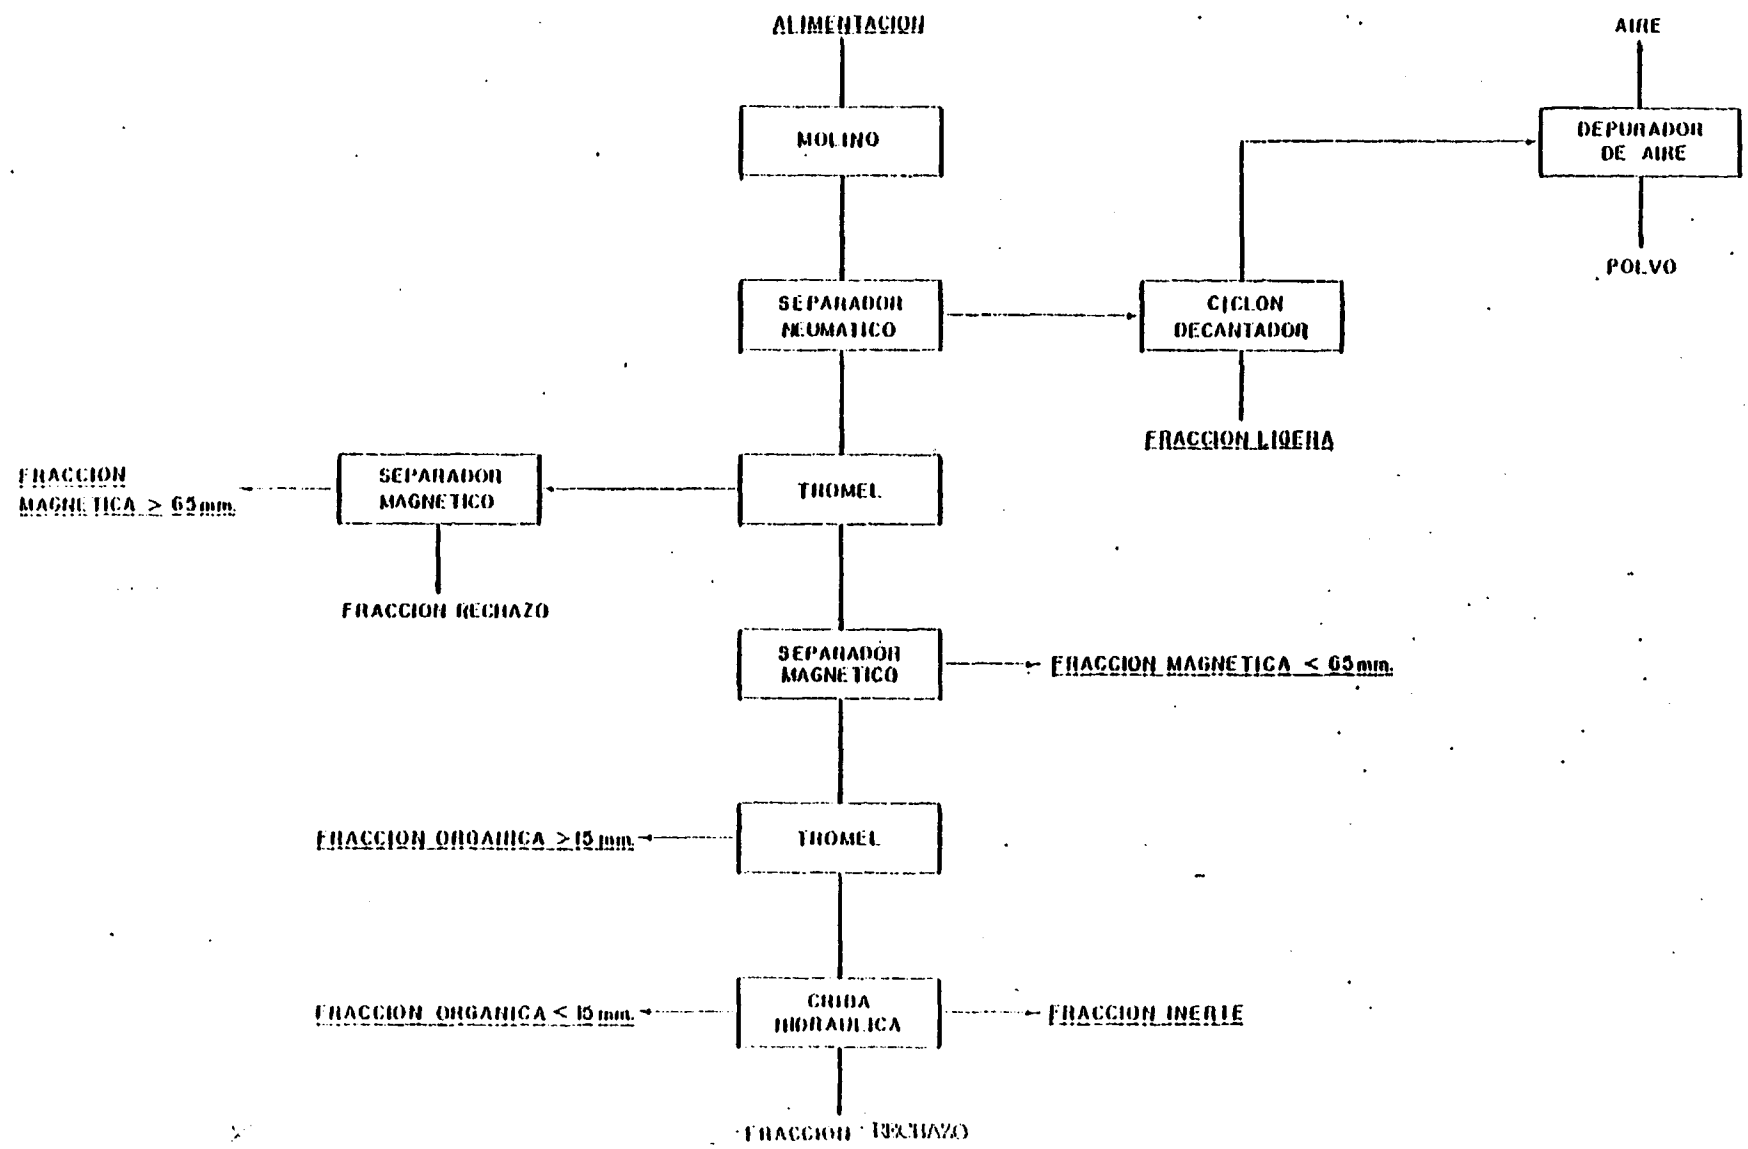 ALIMENTACION
AIRE
MOLINO
DEPURADOR
DE AIRE
POLVO
SEPARADOR
NEUMATICO
CICLON
DECANTADOR
FRACCION LIGERA
FRACCION
MAGNETICA ≥ 65 mm.
SEPARADOR
MAGNETICO
TROMEL
FRACCION RECHAZO
SEPARADOR
MAGNETICO
FRACCION MAGNETICA < 65 mm.
FRACCION ORGANICA > 15 mm.
TROMEL
FRACCION ORGANICA < 15 mm.
CRIBA
HIDRAULICA
FRACCION INERTE
FRACCION RECHAZO